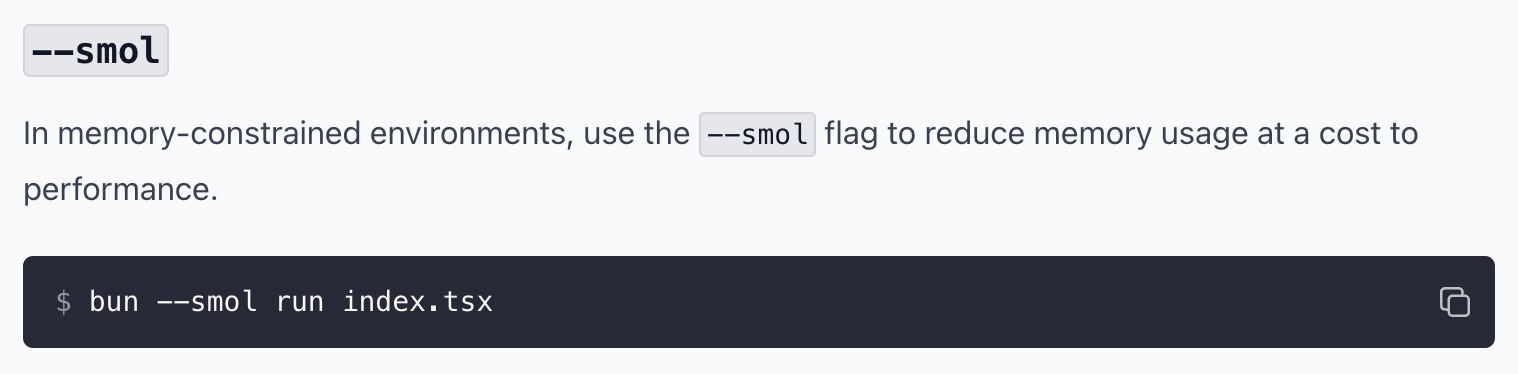 --smol
In memory-constrained environments, use the --smol flag to reduce memory usage at a cost to
performance.
$ bun --smol run index.tsx